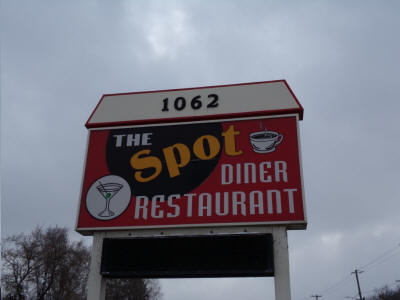 1062
THE
Spot
DINER
RESTAURANT